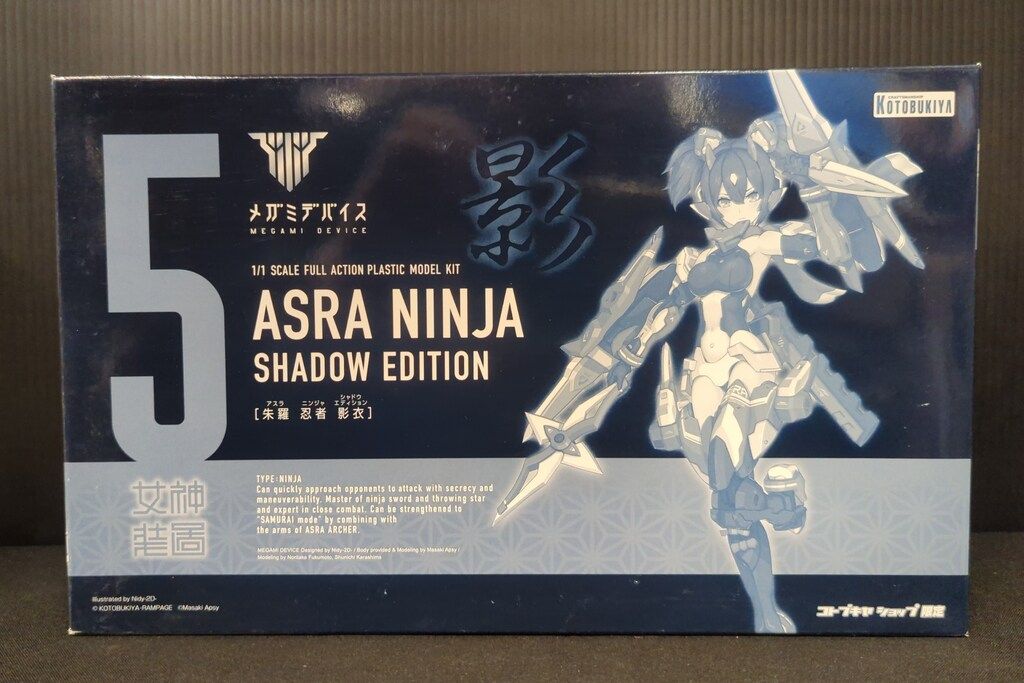 CRAFTSMANSHIP
KOTOBUKIYA
5
メガミデバイス
MEGAMI DEVICE
影
1/1 SCALE FULL ACTION PLASTIC MODEL KIT
ASRA NINJA
SHADOW EDITION
アスラ ニンジャ シャドウエディション
[朱羅 忍者 影衣]
TYPE:NINJA
Can quickly approach opponents to attack with secrecy and
maneuverability. Master of ninja sword and throwing star
and expert in close combat. Can be strengthened to
"SAMURAI mode" by combining with
the arms of ASRA ARCHER.
MEGAMI DEVICE Designed by Nidy-2D- / Body provided & Modeling by Masaki Apsy /
Modeling by Noritaka Fukumoto, Shunichi Karashima
女神
装置
Illustrated by Nidy-2D-
© KOTOBUKIYA・RAMPAGE ©Masaki Apsy
コトブキヤ ショップ 限定